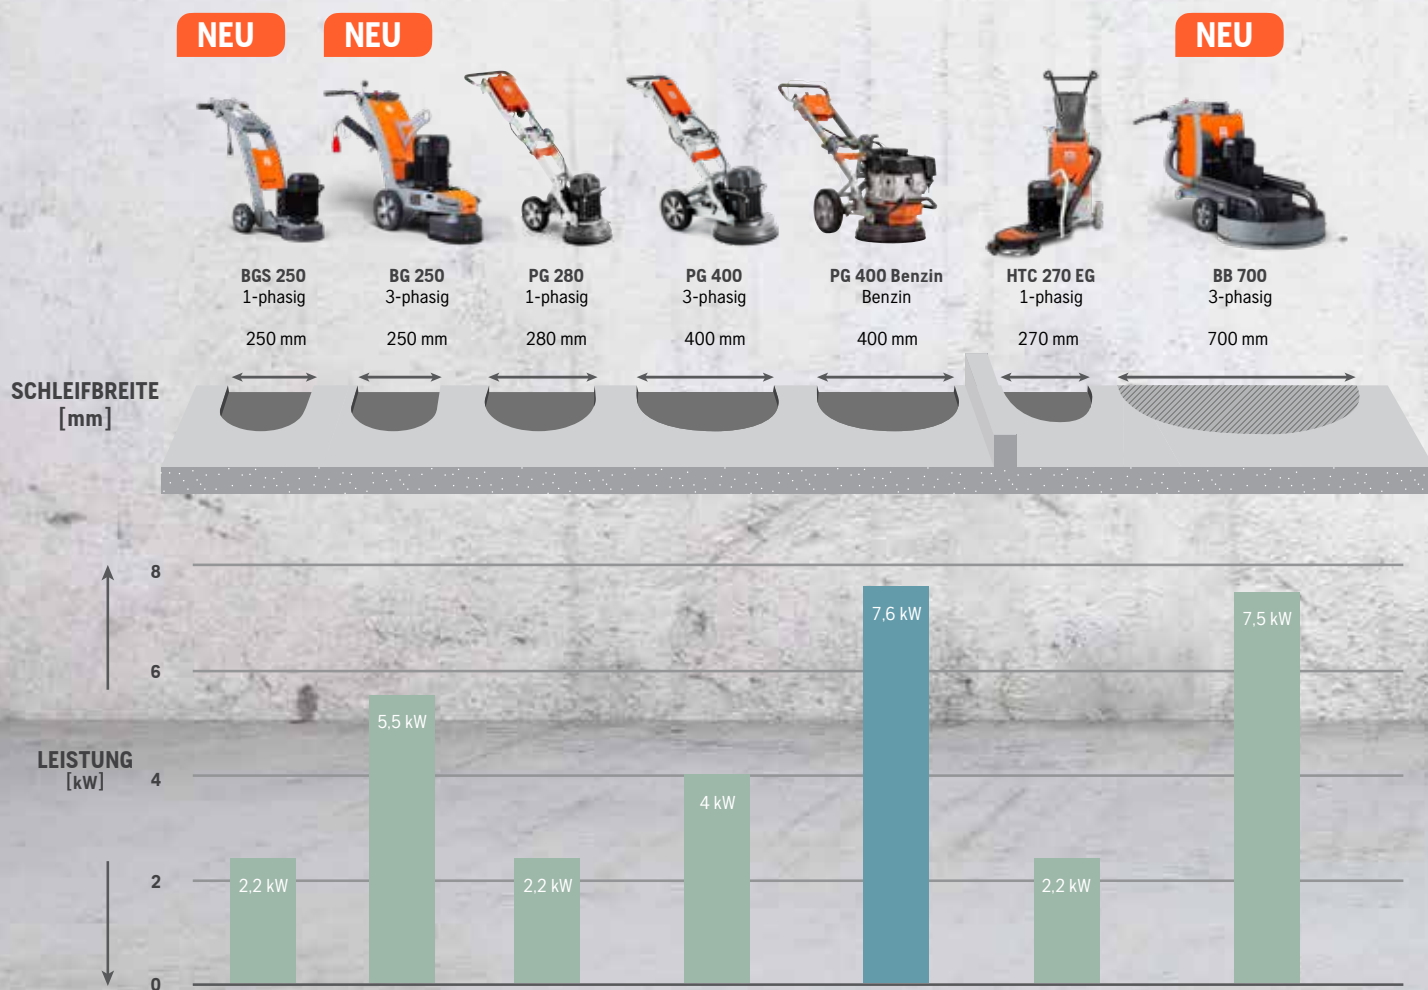 NEU
NEU
NEU
BGS 250
1-phasig
250 mm
BG 250
3-phasig
250 mm
PG 280
1-phasig
280 mm
PG 400
3-phasig
400 mm
PG 400 Benzin
Benzin
400 mm
HTC 270 EG
1-phasig
270 mm
BB 700
3-phasig
700 mm
SCHLEIFBREITE
[mm]
8
6
4
2
0
LEISTUNG
[kW]
2,2 kW
5,5 kW
2,2 kW
4 kW
7,6 kW
2,2 kW
7,5 kW